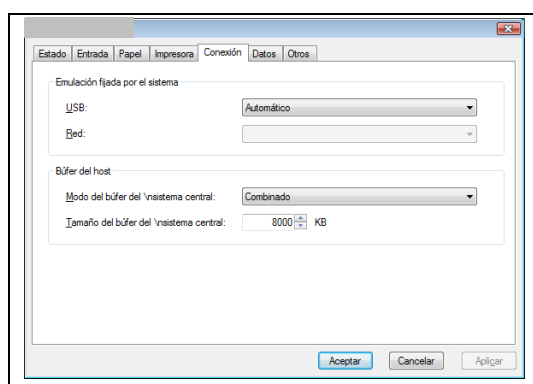 Estado Entrada Papel Impresora Conexión Datos Otros
Emulación fijada por el sistema
USB: Automático
Red:
Búfer del host
Modo del búfer del \nsistema central: Combinado
Tamaño del búfer del \nsistema central: 8000 KB
Aceptar Cancelar Aplicar